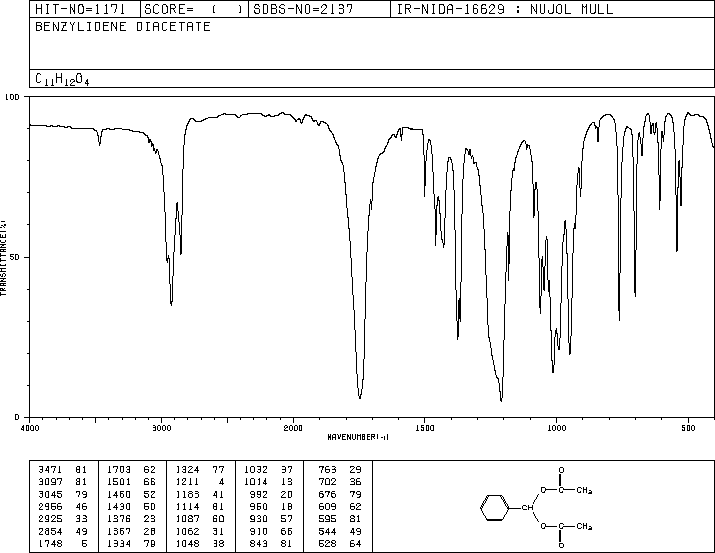 HIT-NO=1171 SCORE= ( ) SDBS-NO=2137 IR-NIDA-16629 : NUJOL MULL
BENZYLIDENE DIACETATE
C11H12O4
100
50
0
TRANSMITTANCE(%)
4000 3000 2000 1500 1000 500
WAVENUMBER(-1)
3471 81 1703 62 1324 77 1032 37 763 29
3097 81 1501 66 1211 4 1014 13 702 36
3045 79 1460 52 1183 41 992 20 676 79
2956 46 1430 50 1114 81 950 18 609 62
2925 33 1376 23 1087 60 930 57 595 81
2854 49 1367 28 1062 31 910 66 544 49
1748 5 1334 79 1048 38 843 81 528 64
O
O C CH3
CH
O C CH3
O